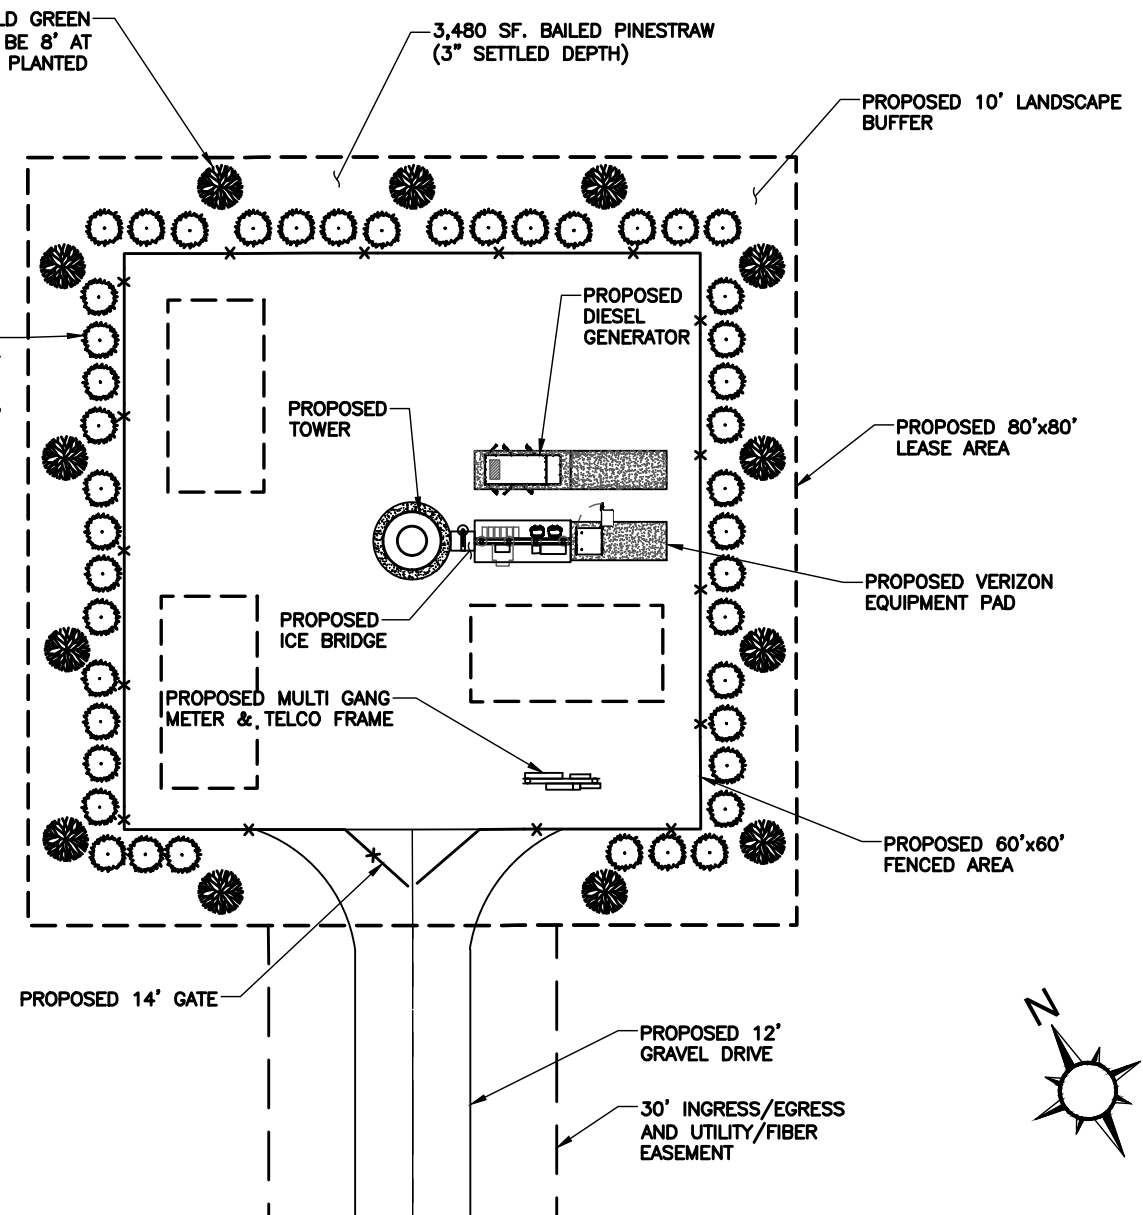 GREEN
BE 8' AT
PLANTED
3,480 SF. BAILED PINESTRAW
(3" SETTLED DEPTH)
PROPOSED 10' LANDSCAPE
BUFFER
PROPOSED
DIESEL
GENERATOR
PROPOSED
TOWER
PROPOSED 80'x80'
LEASE AREA
PROPOSED VERIZON
EQUIPMENT PAD
PROPOSED
ICE BRIDGE
PROPOSED MULTI GANG
METER & TELCO FRAME
PROPOSED 60'x60'
FENCED AREA
PROPOSED 14' GATE
PROPOSED 12'
GRAVEL DRIVE
30' INGRESS/EGRESS
AND UTILITY/FIBER
EASEMENT
N